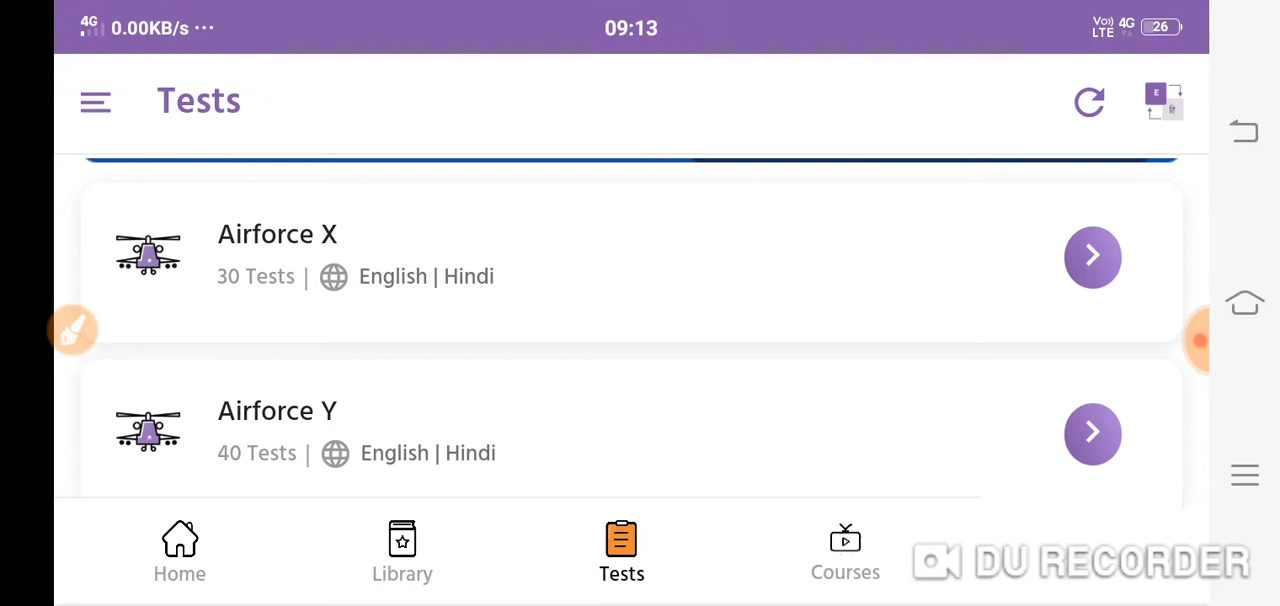 4G 0.00KB/s ...
09:13
Vo) LTE 4G 26
Tests
E
हिं
Airforce X
30 Tests | English | Hindi
Airforce Y
40 Tests | English | Hindi
Home
Library
Tests
Courses
DU RECORDER